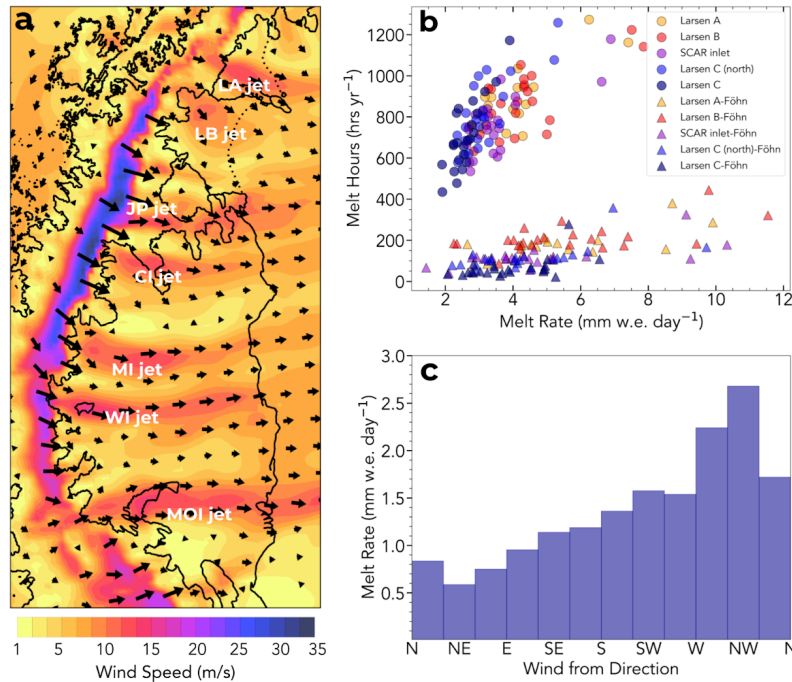 a
LA jet
LB jet
JP jet
CI jet
MI jet
WI jet
MOI jet
1 5 10 15 20 25 30 35
Wind Speed (m/s)
b
Melt Hours (hrs yr⁻¹)
1200
1000
800
600
400
200
0
2 4 6 8 10 12
Melt Rate (mm w.e. day⁻¹)
Larsen A
Larsen B
SCAR inlet
Larsen C (north)
Larsen C
Larsen A-Föhn
Larsen B-Föhn
SCAR inlet-Föhn
Larsen C (north)-Föhn
Larsen C-Föhn
c
Melt Rate (mm w.e. day⁻¹)
3.0
2.5
2.0
1.5
1.0
0.5
N NE E SE S SW W NW N
Wind from Direction